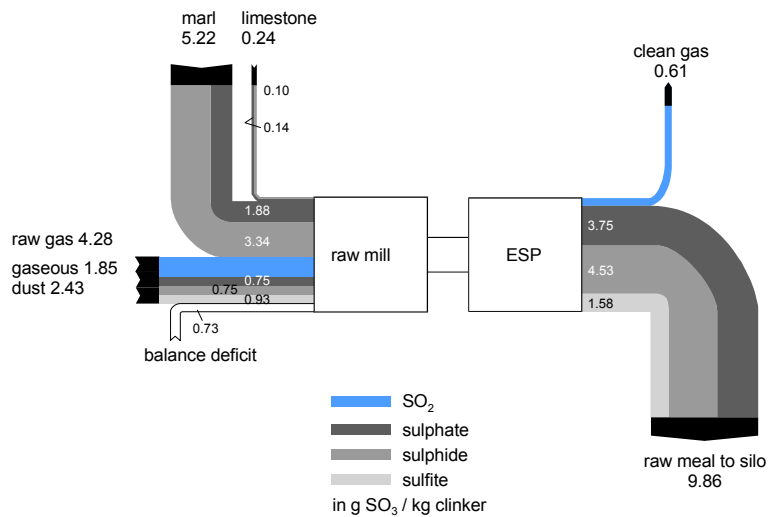 marl
5.22
limestone
0.24
0.10
0.14
clean gas
0.61
1.88
3.34
raw gas 4.28
gaseous 1.85
dust 2.43
0.75
0.75
0.93
0.73
balance deficit
raw mill
ESP
3.75
4.53
1.58
SO₂
sulphate
sulphide
sulfite
in g SO₃ / kg clinker
raw meal to silo
9.86